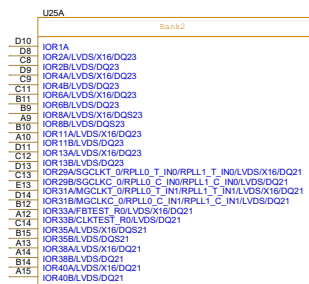 U25A
Bank2
D10 IOR1A
D8 IOR2A/LVDS/X16/DQ23
C8 IOR2B/LVDS/DQ23
D9 IOR4A/LVDS/X16/DQ23
C9 IOR4B/LVDS/DQ23
C11 IOR6A/LVDS/X16/DQ23
B11 IOR6B/LVDS/DQ23
B9 IOR8A/LVDS/X16/DQS23
A9 IOR8B/LVDS/DQS23
B10 IOR11A/LVDS/X16/DQ23
A10 IOR11B/LVDS/DQ23
D11 IOR13A/LVDS/X16/DQ23
C12 IOR13B/LVDS/DQ23
D13 IOR29A/SGCLKT_0/RPLL0_T_IN0/RPLL1_T_IN0/LVDS/X16/DQ21
C13 IOR29B/SGCLKC_0/RPLL0_C_IN0/RPLL1_C_IN0/LVDS/DQ21
E13 IOR31A/MGCLKT_0/RPLL0_T_IN1/RPLL1_T_IN1/LVDS/X16/DQ21
D14 IOR31B/MGCLKC_0/RPLL0_C_IN1/RPLL1_C_IN1/LVDS/DQ21
B12 IOR33A/FBTEST_R0/LVDS/X16/DQ21
A12 IOR33B/CLKTEST_R0/LVDS/DQ21
C14 IOR35A/LVDS/X16/DQS21
B15 IOR35B/LVDS/DQS21
A13 IOR38A/LVDS/X16/DQ21
A14 IOR38B/LVDS/DQ21
B14 IOR40A/LVDS/X16/DQ21
A15 IOR40B/LVDS/DQ21